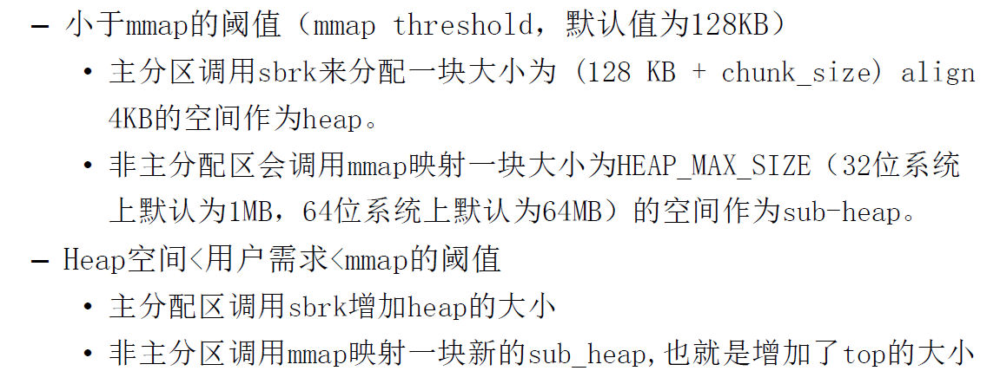 – 小于mmap的阈值（mmap threshold，默认值为128KB）
• 主分区调用sbrk来分配一块大小为 (128 KB + chunk_size) align
4KB的空间作为heap。
• 非主分配区会调用mmap映射一块大小为HEAP_MAX_SIZE（32位系统
上默认为1MB，64位系统上默认为64MB）的空间作为sub-heap。
– Heap空间<用户需求<mmap的阈值
• 主分配区调用sbrk增加heap的大小
• 非主分区调用mmap映射一块新的sub_heap,也就是增加了top的大小